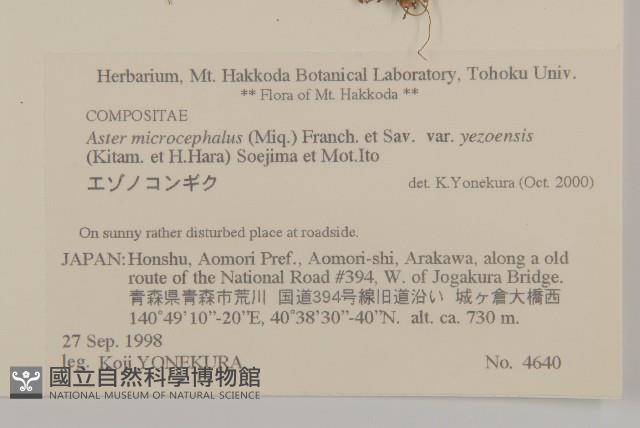 Herbarium, Mt. Hakkoda Botanical Laboratory, Tohoku Univ.
** Flora of Mt. Hakkoda **
COMPOSITAE
Aster microcephalus (Miq.) Franch. et Sav. var. yezoensis
(Kitam. et H.Hara) Soejima et Mot.Ito
エゾノコンギク det. K.Yonekura (Oct. 2000)
On sunny rather disturbed place at roadside.
JAPAN: Honshu, Aomori Pref., Aomori-shi, Arakawa, along a old
route of the National Road #394, W. of Jogakura Bridge.
青森県青森市荒川 国道394号線旧道沿い 城ヶ倉大橋西
140°49'10"-20"E, 40°38'30"-40"N. alt. ca. 730 m.
27 Sep. 1998
leg. Koji YONEKURA No. 4640
國立自然科學博物館
NATIONAL MUSEUM OF NATURAL SCIENCE